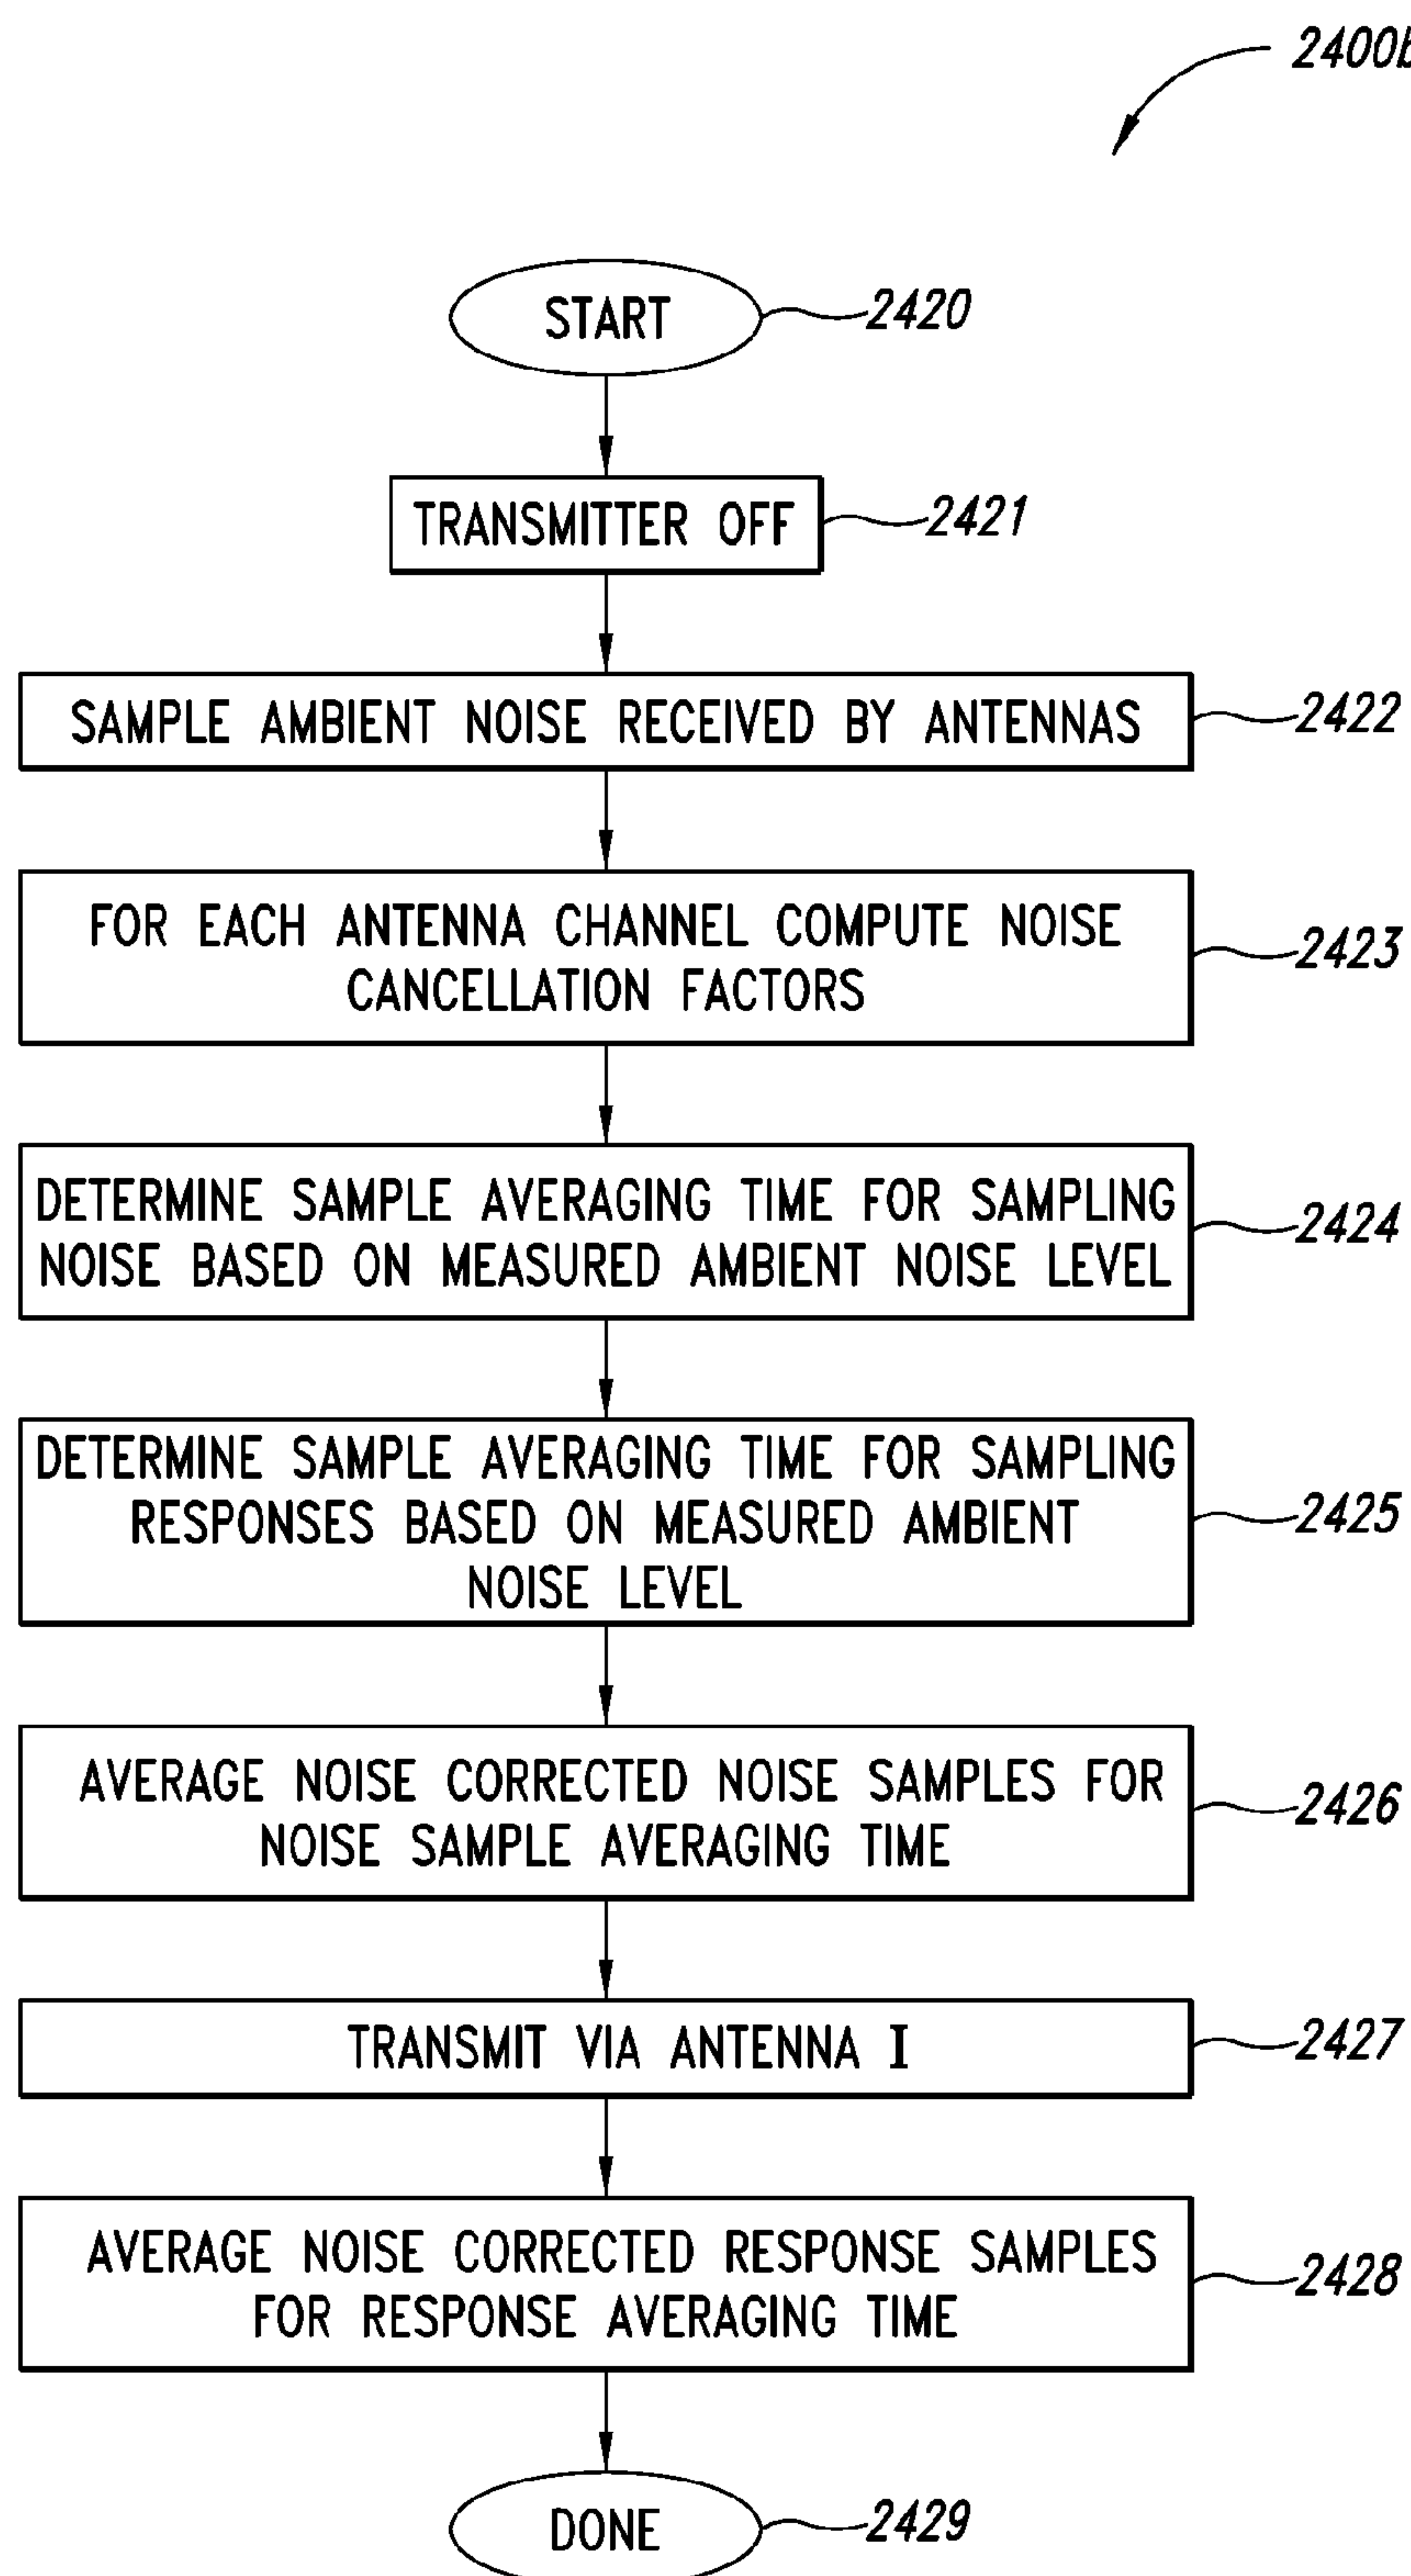 2400b
START
2420
TRANSMITTER OFF
2421
SAMPLE AMBIENT NOISE RECEIVED BY ANTENNAS
2422
FOR EACH ANTENNA CHANNEL COMPUTE NOISE
CANCELLATION FACTORS
2423
DETERMINE SAMPLE AVERAGING TIME FOR SAMPLING
NOISE BASED ON MEASURED AMBIENT NOISE LEVEL
2424
DETERMINE SAMPLE AVERAGING TIME FOR SAMPLING
RESPONSES BASED ON MEASURED AMBIENT
NOISE LEVEL
2425
AVERAGE NOISE CORRECTED NOISE SAMPLES FOR
NOISE SAMPLE AVERAGING TIME
2426
TRANSMIT VIA ANTENNA I
2427
AVERAGE NOISE CORRECTED RESPONSE SAMPLES
FOR RESPONSE AVERAGING TIME
2428
DONE
2429